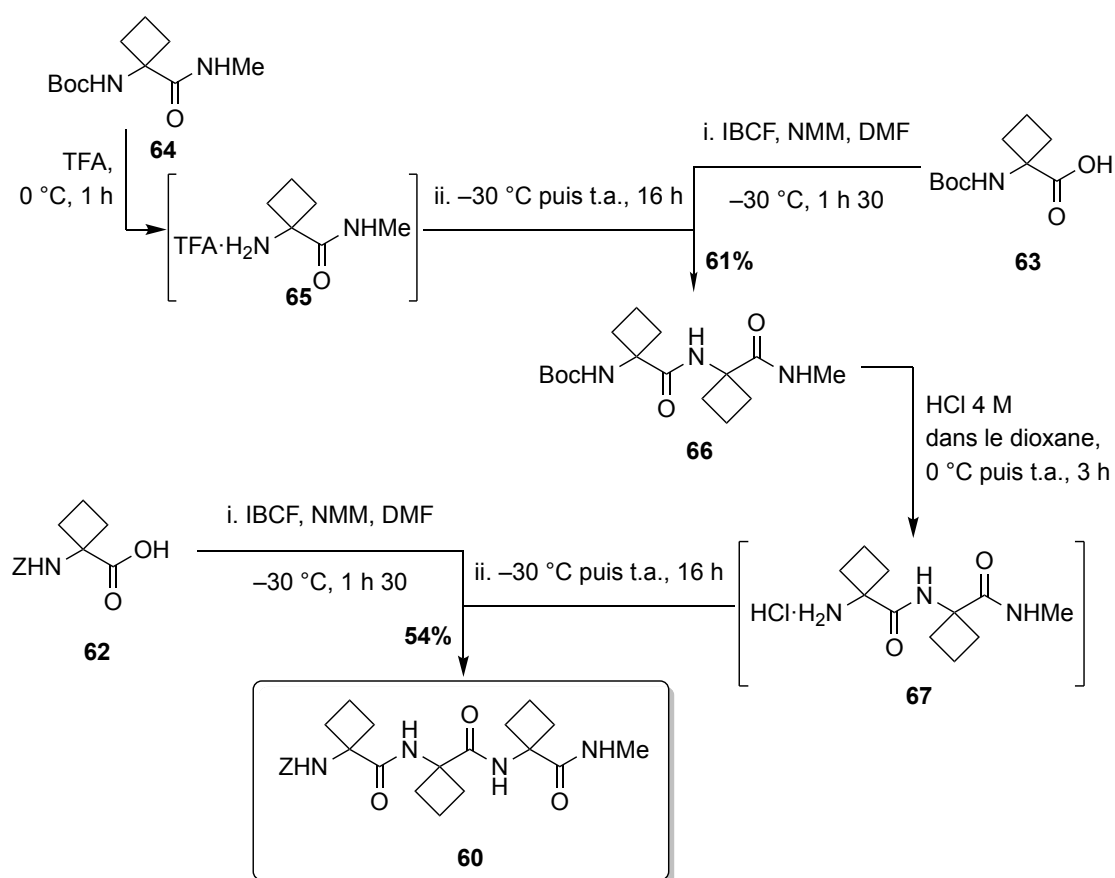 BocHN
NHMe
O
64
TFA,
0 °C, 1 h
TFA·H2N
NHMe
O
65
ii. –30 °C puis t.a., 16 h
i. IBCF, NMM, DMF
–30 °C, 1 h 30
BocHN
OH
O
63
61%
BocHN
O
H
N
O
NHMe
66
HCl 4 M
dans le dioxane,
0 °C puis t.a., 3 h
ZHN
OH
O
62
i. IBCF, NMM, DMF
–30 °C, 1 h 30
ii. –30 °C puis t.a., 16 h
54%
HCl·H2N
O
H
N
O
NHMe
67
ZHN
O
H
N
O
N
H
O
NHMe
60